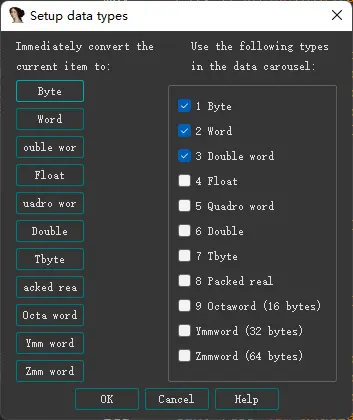 Setup data types
Immediately convert the
current item to:
Use the following types
in the data carousel:
Byte
Word
ouble wor
Float
uadro wor
Double
Tbyte
acked rea
Octa word
Ymm word
Zmm word
1 Byte
2 Word
3 Double word
4 Float
5 Quadro word
6 Double
7 Tbyte
8 Packed real
9 Octaword (16 bytes)
Ymmword (32 bytes)
Zmmword (64 bytes)
OK
Cancel
Help